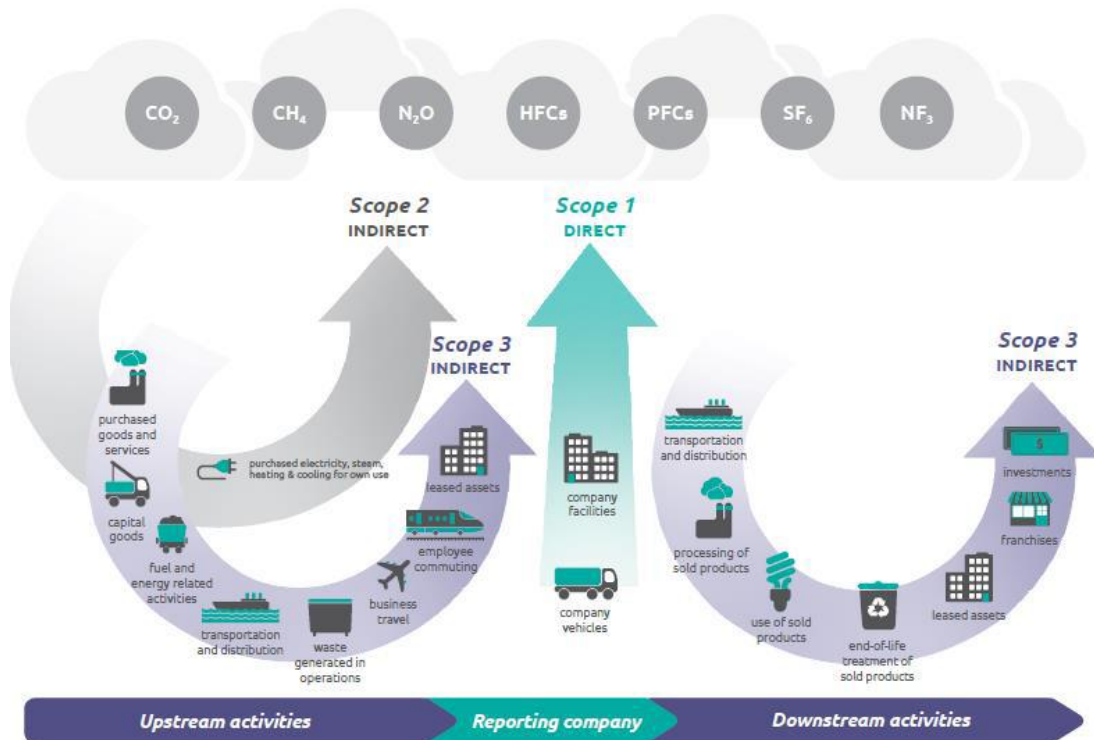 CO₂
CH₄
N₂O
HFCs
PFCs
SF₆
NF₃
Scope 2
INDIRECT
Scope 1
DIRECT
Scope 3
INDIRECT
Scope 3
INDIRECT
purchased
goods and
services
capital
goods
fuel and
energy related
activities
transportation
and distribution
waste
generated in
operations
business
travel
employee
commuting
leased assets
purchased electricity, steam,
heating & cooling for own use
company
facilities
company
vehicles
transportation
and distribution
processing of
sold products
use of sold
products
end-of-life
treatment of
sold products
leased assets
franchises
investments
$
Upstream activities
Reporting company
Downstream activities